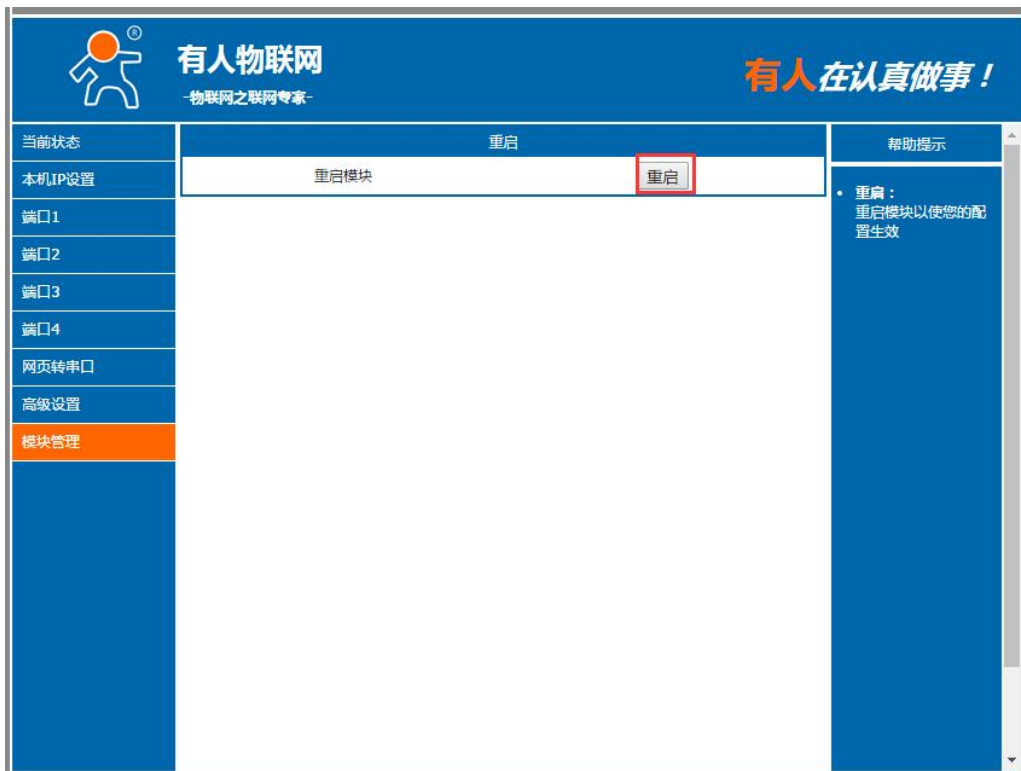 ®
有人物联网
-物联网之联网专家-
有人在认真做事！
当前状态
本机IP设置
端口1
端口2
端口3
端口4
网页转串口
高级设置
模块管理
重启
重启模块
重启
帮助提示
重启：
重启模块以使您的配
置生效